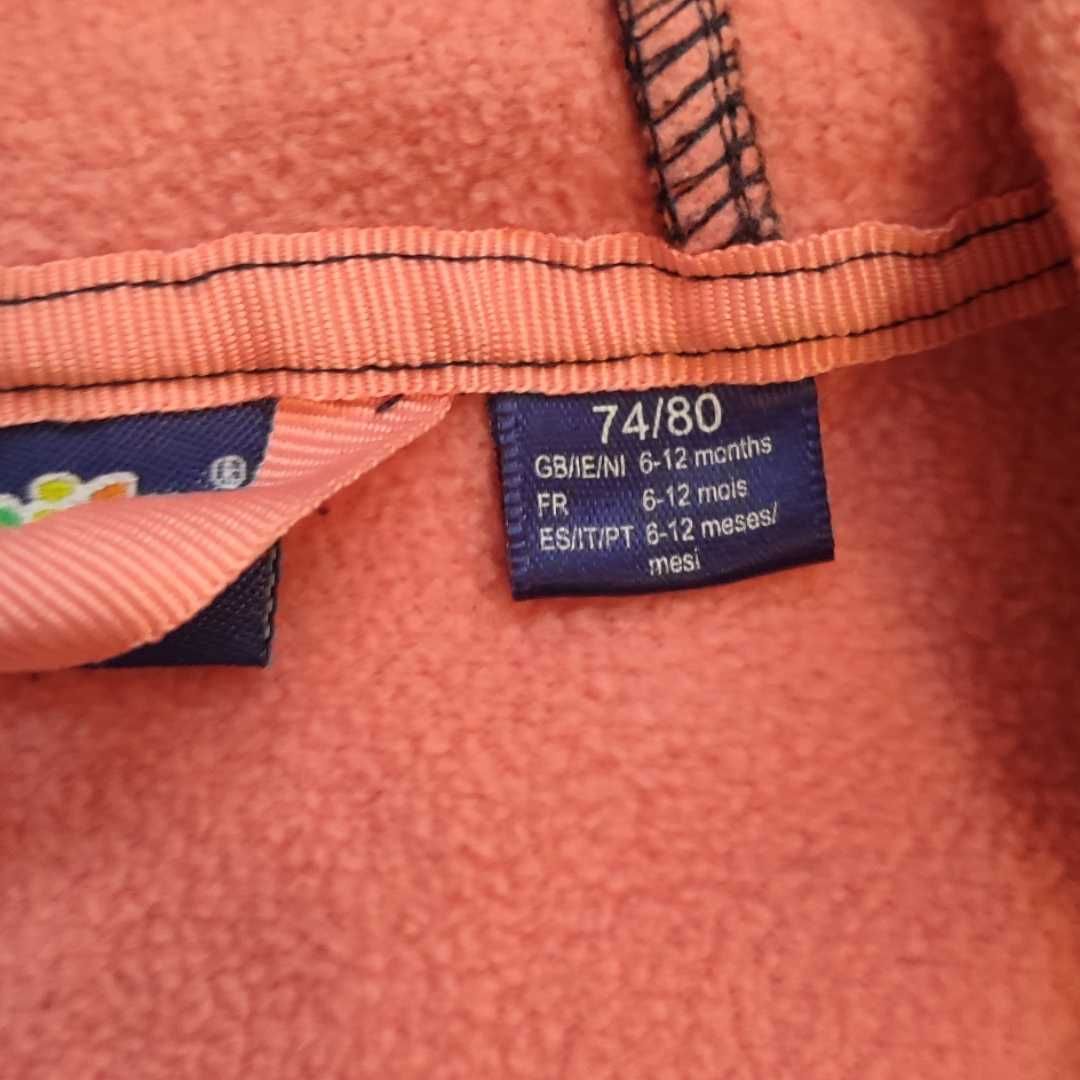 ®
74/80
GB/IE/NI 6-12 months
FR 6-12 mois
ES/IT/PT 6-12 meses/
mesi